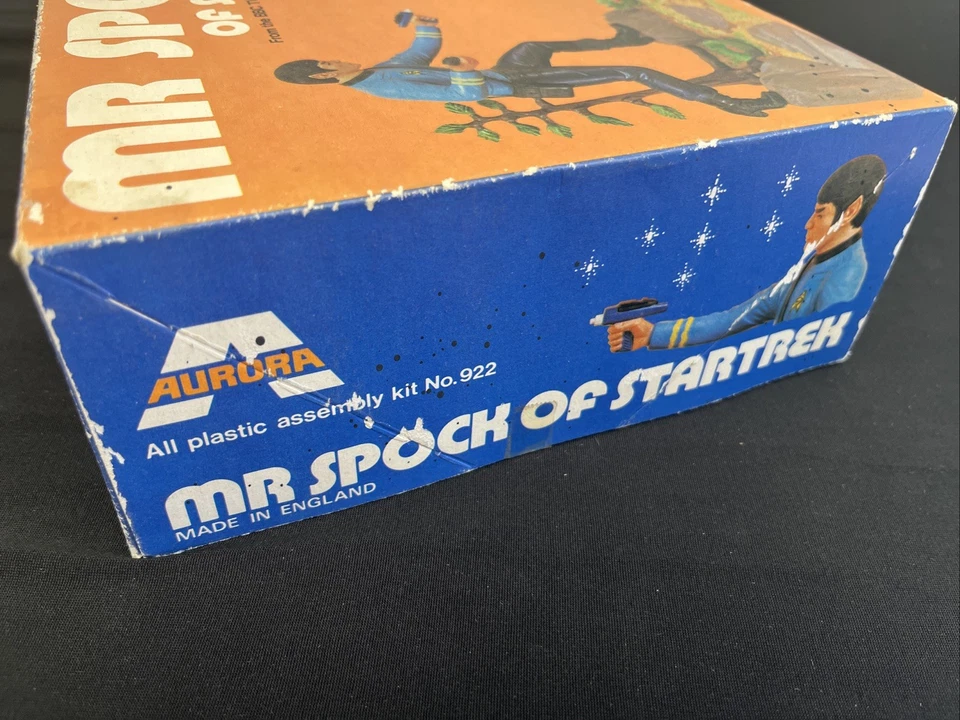 MR SPO
OF S
From the BBC T
AURORA
All plastic assembly kit No. 922
MR SPOCK OF STARTREK
MADE IN ENGLAND